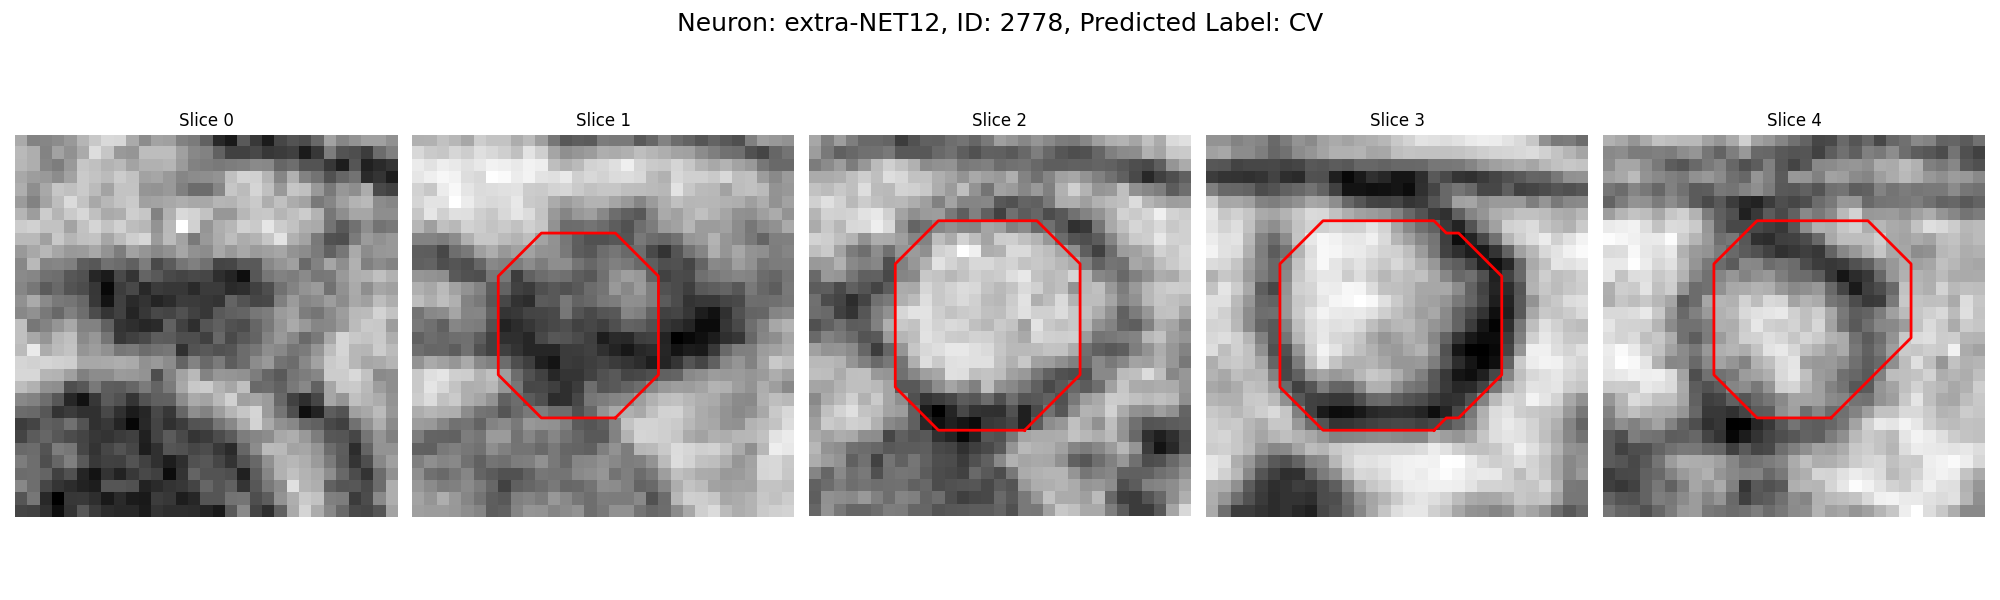 Neuron: extra-NET12, ID: 2778, Predicted Label: CV
Slice 0
Slice 1
Slice 2
Slice 3
Slice 4